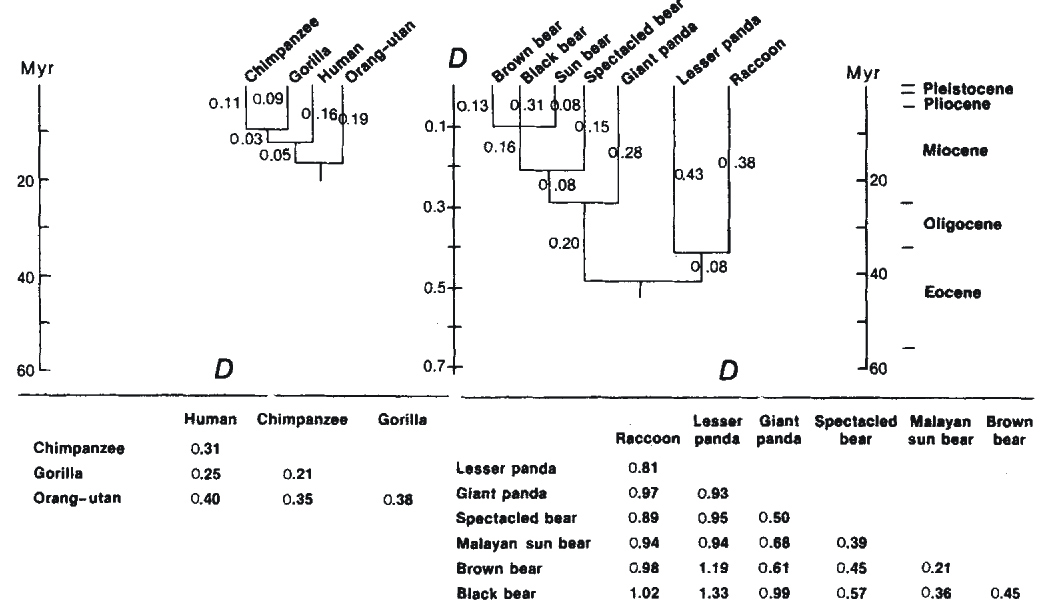 Chimpanzee Gorilla Human Orang-utan
Brown bear Black bear Sun bear Spectacled bear Giant panda Lesser panda Raccoon
Myr D Myr
Pleistocene
Pliocene
0.11 0.09 0.16 0.19 0.13 0.31 0.08 0.15 0.28 0.43 0.38
0.03 0.1 0.16 Miocene
0.05
20 0.08 20
0.3
Oligocene
0.20
0.08
40 40
0.5 Eocene
60 0.7 60
D D
Human Chimpanzee Gorilla
Chimpanzee 0.31
Gorilla 0.25 0.21
Orang-utan 0.40 0.35 0.38
Raccoon Lesser panda Giant panda Spectacled bear Malayan sun bear Brown bear
Lesser panda 0.81
Giant panda 0.97 0.93
Spectacled bear 0.89 0.95 0.50
Malayan sun bear 0.94 0.94 0.68 0.39
Brown bear 0.98 1.19 0.61 0.45 0.21
Black bear 1.02 1.33 0.99 0.57 0.36 0.45